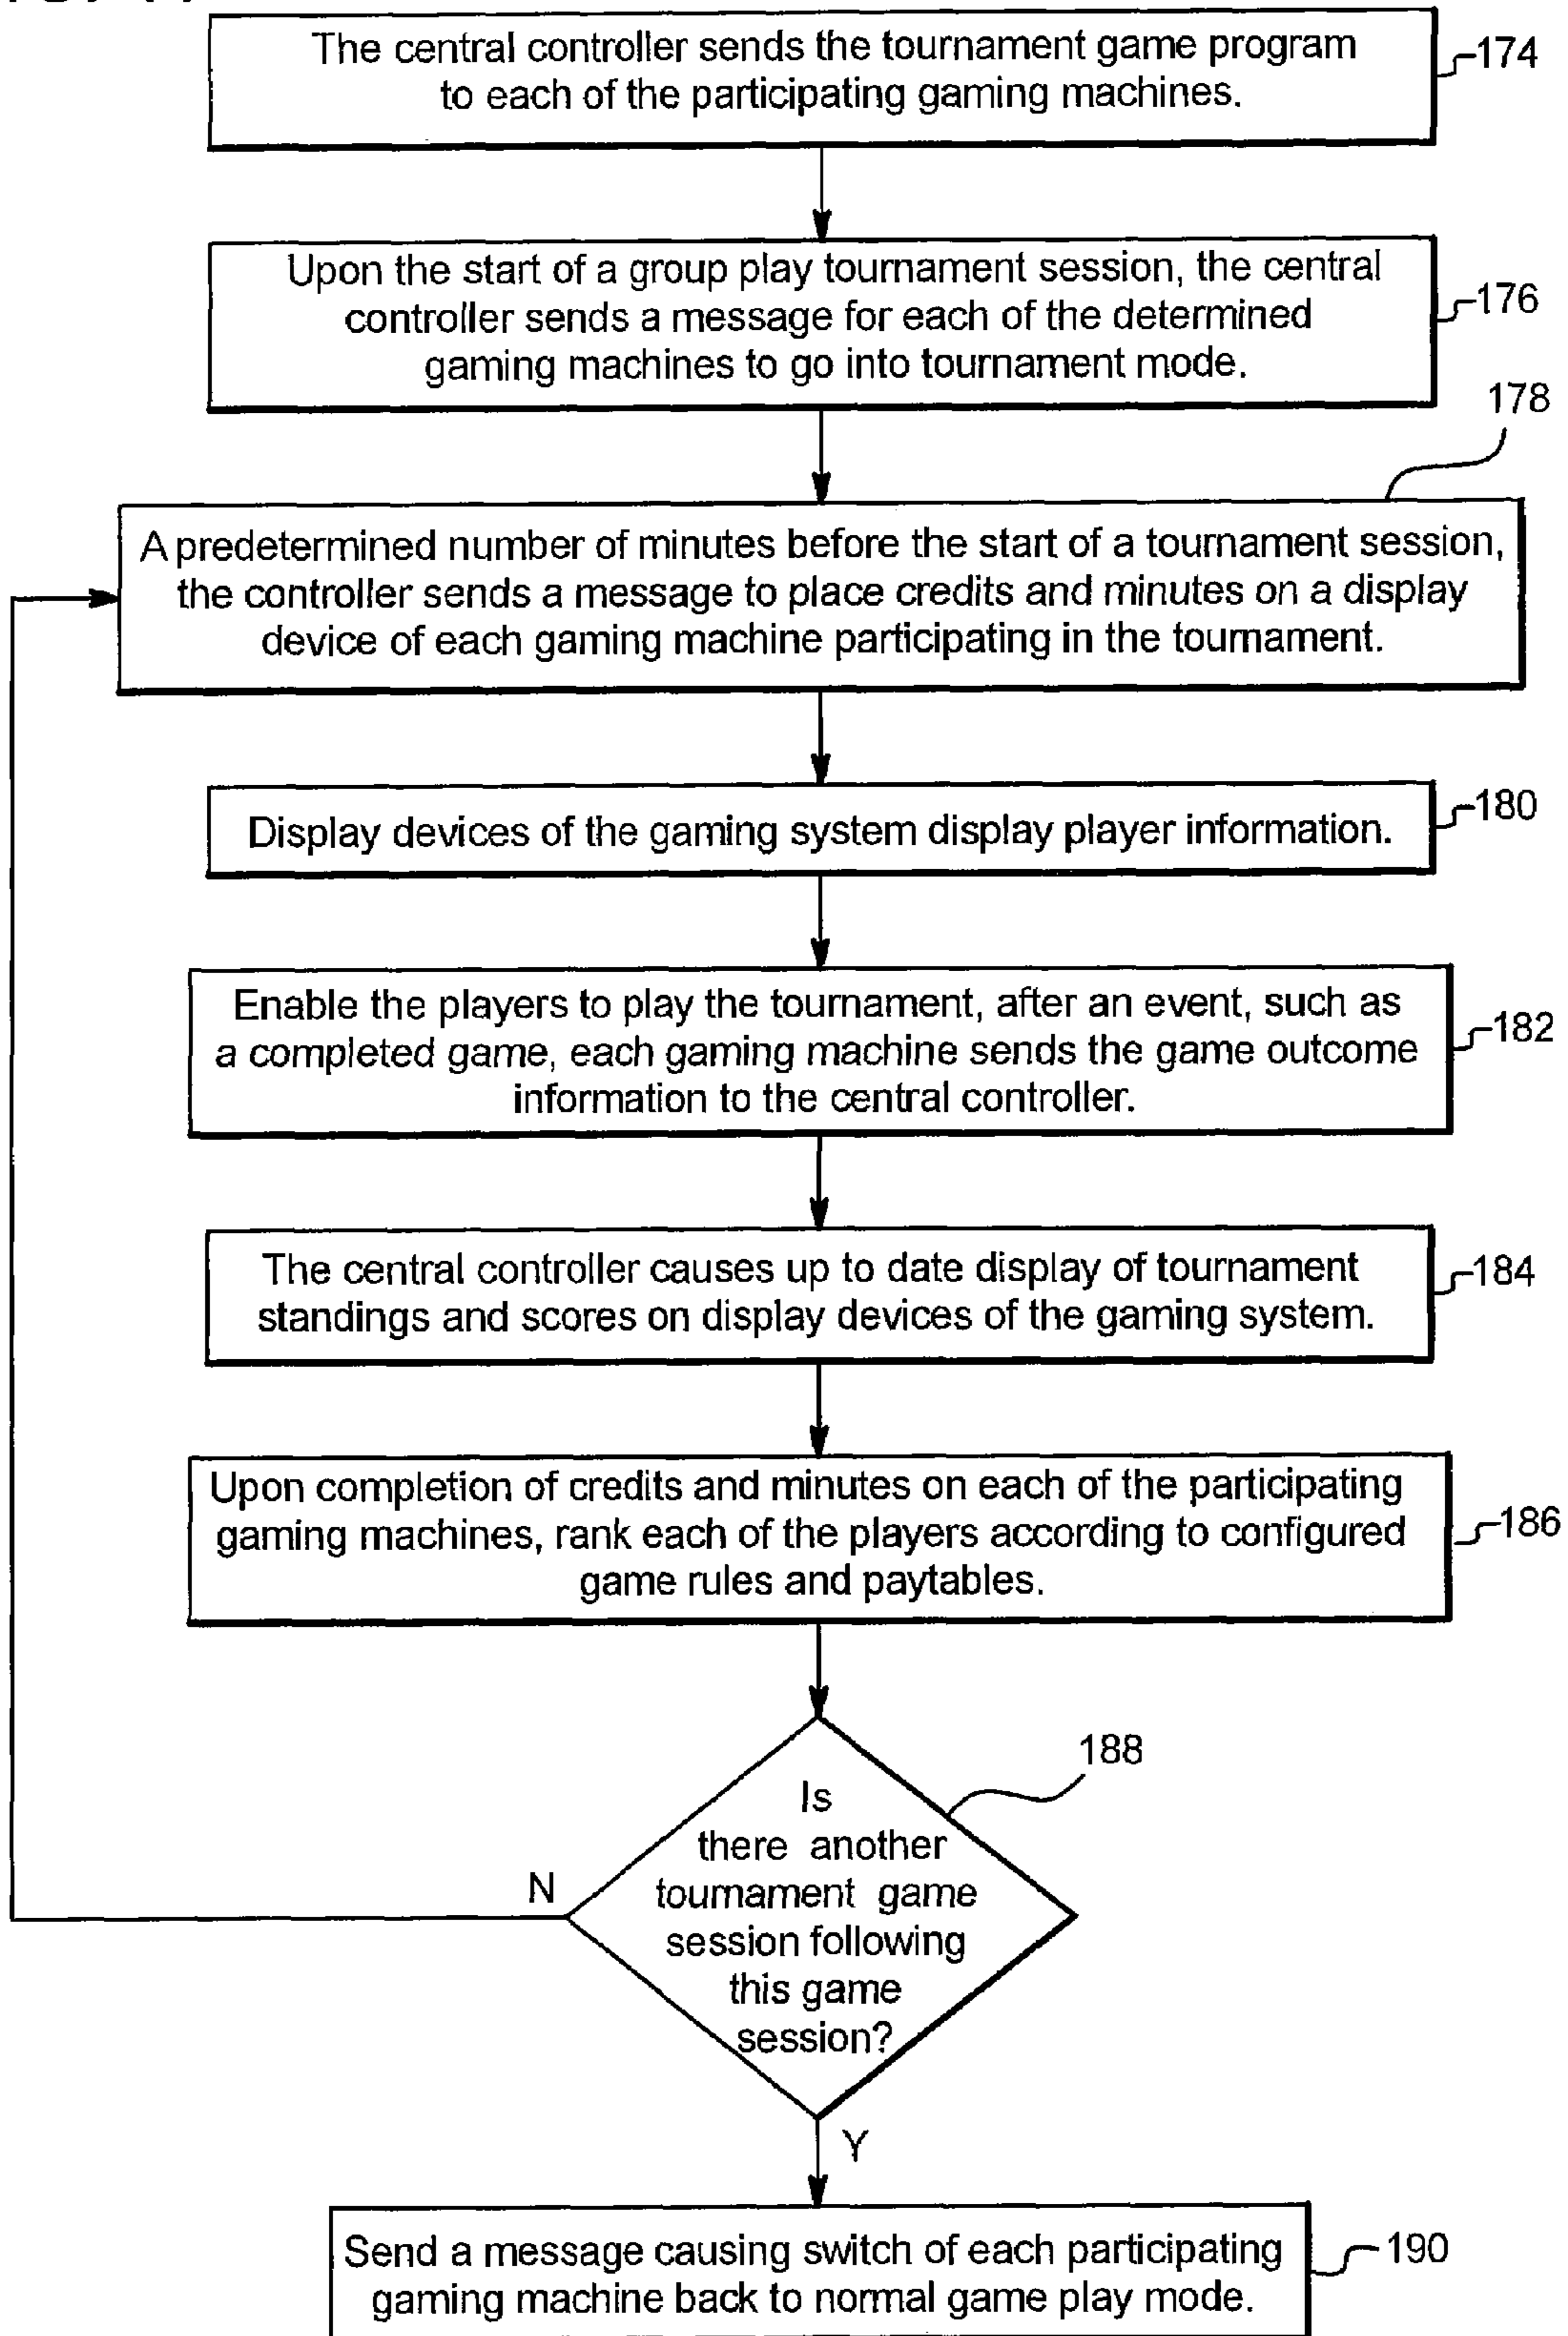 The central controller sends the tournament game program
to each of the participating gaming machines.
174
Upon the start of a group play tournament session, the central
controller sends a message for each of the determined
gaming machines to go into tournament mode.
176
178
A predetermined number of minutes before the start of a tournament session,
the controller sends a message to place credits and minutes on a display
device of each gaming machine participating in the tournament.
Display devices of the gaming system display player information.
180
Enable the players to play the tournament, after an event, such as
a completed game, each gaming machine sends the game outcome
information to the central controller.
182
The central controller causes up to date display of tournament
standings and scores on display devices of the gaming system.
184
Upon completion of credits and minutes on each of the participating
gaming machines, rank each of the players according to configured
game rules and paytables.
186
188
Is
there another
tournament game
session following
this game
session?
N
Y
Send a message causing switch of each participating
gaming machine back to normal game play mode.
190